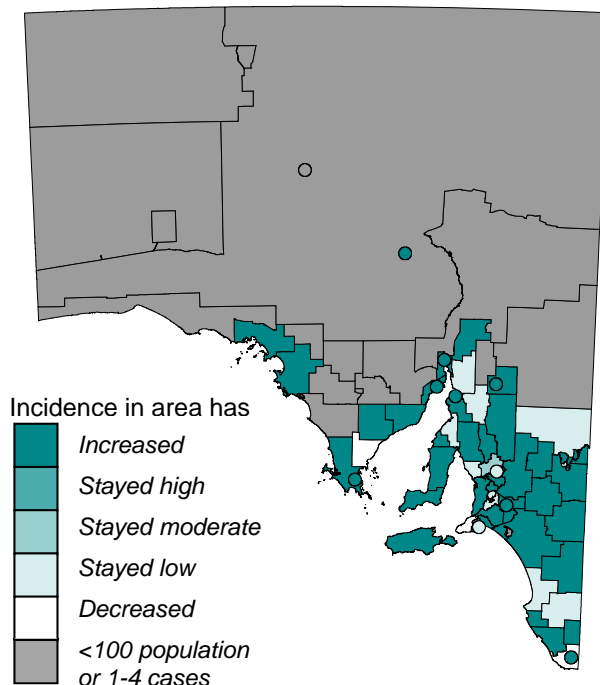 Incidence in area has
Increased
Stayed high
Stayed moderate
Stayed low
Decreased
<100 population
or 1-4 cases